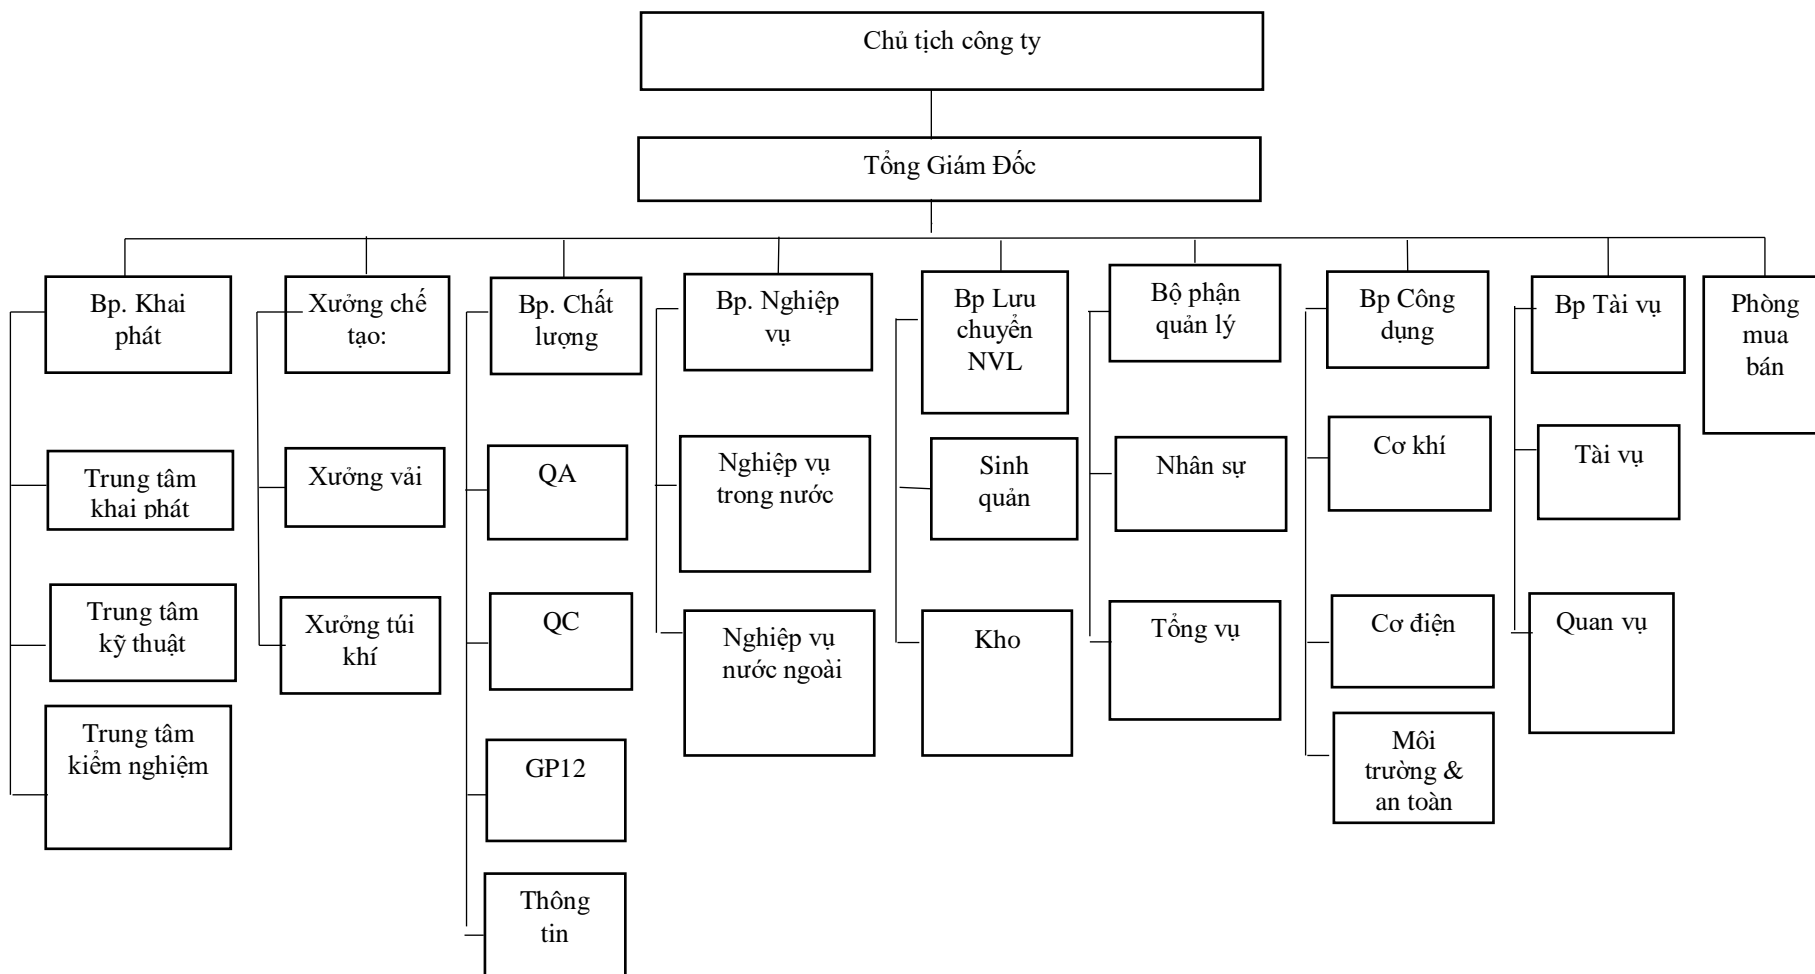 Chủ tịch công ty
Tổng Giám Đốc
Bp. Khai
phát
Xưởng chế
tạo:
Bp. Chất
lượng
Bp. Nghiệp
vụ
Bp Lưu
chuyển
NVL
Bộ phận
quản lý
Bp Công
dụng
Bp Tài vụ
Phòng
mua
bán
Trung tâm
khai phát
Xưởng vải
QA
Nghiệp vụ
trong nước
Sinh
quản
Nhân sự
Cơ khí
Tài vụ
Trung tâm
kỹ thuật
Xưởng túi
khí
QC
Nghiệp vụ
nước ngoài
Kho
Tổng vụ
Cơ điện
Quan vụ
Trung tâm
kiểm nghiệm
GP12
Môi
trường &
an toàn
Thông
tin